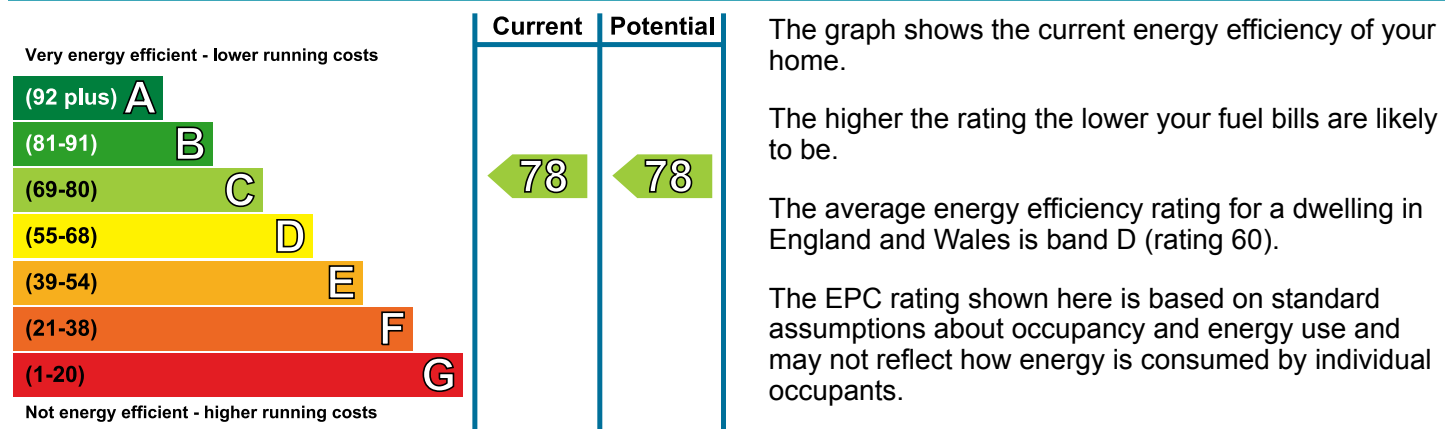 Current Potential
Very energy efficient - lower running costs
(92 plus) A
(81-91) B
(69-80) C
(55-68) D
(39-54) E
(21-38) F
(1-20) G
Not energy efficient - higher running costs
78 78
The graph shows the current energy efficiency of your
home.
The higher the rating the lower your fuel bills are likely
to be.
The average energy efficiency rating for a dwelling in
England and Wales is band D (rating 60).
The EPC rating shown here is based on standard
assumptions about occupancy and energy use and
may not reflect how energy is consumed by individual
occupants.